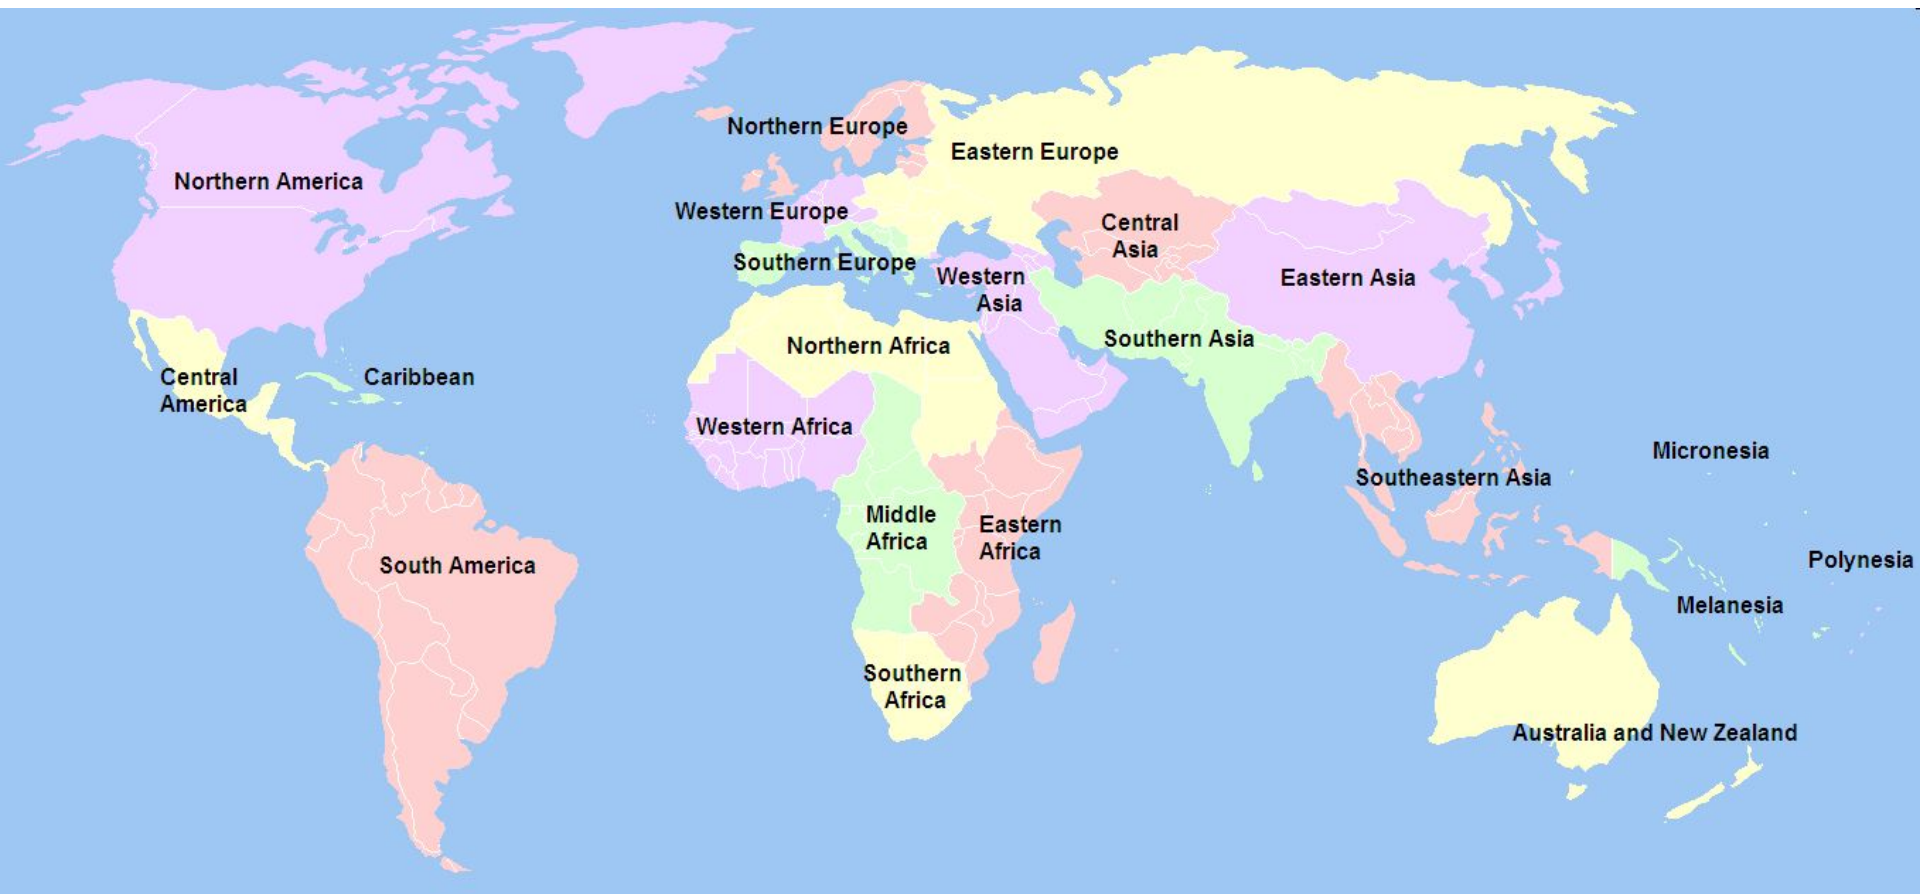 Northern Europe
Eastern Europe
Northern America
Western Europe
Central
Asia
Southern Europe
Western
Asia
Eastern Asia
Southern Asia
Northern Africa
Central
America
Caribbean
Western Africa
Micronesia
Southeastern Asia
Middle
Africa
Eastern
Africa
South America
Polynesia
Melanesia
Southern
Africa
Australia and New Zealand